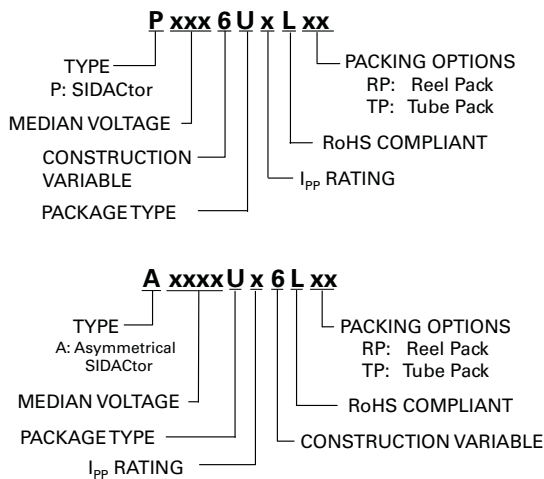 P xxx 6 U x L xx
TYPE
P: SIDACtor
MEDIAN VOLTAGE
CONSTRUCTION
VARIABLE
PACKAGE TYPE
PACKING OPTIONS
RP: Reel Pack
TP: Tube Pack
RoHS COMPLIANT
IPP RATING
A xxxx U x 6 L xx
TYPE
A: Asymmetrical
SIDACtor
MEDIAN VOLTAGE
PACKAGE TYPE
IPP RATING
PACKING OPTIONS
RP: Reel Pack
TP: Tube Pack
RoHS COMPLIANT
CONSTRUCTION VARIABLE